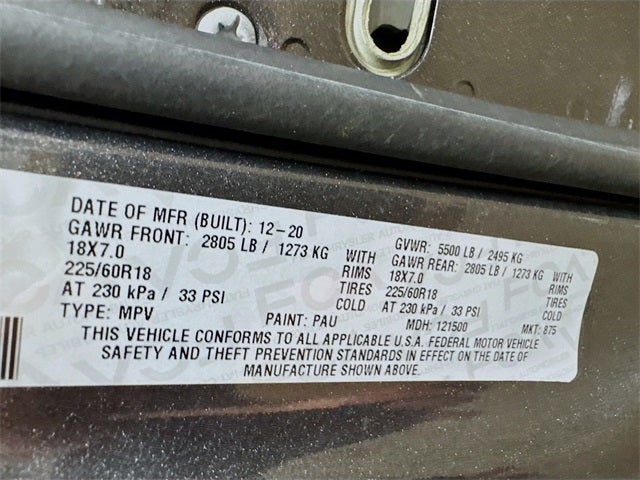 DATE OF MFR (BUILT): 12-20 GVWR: 5500 LB / 2495 KG
GAWR FRONT: 2805 LB / 1273 KG WITH GAWR REAR: 2805 LB / 1273 KG WITH
18X7.0 RIMS 18X7.0 RIMS
225/60R18 TIRES 225/60R18 TIRES
AT 230 kPa / 33 PSI COLD AT 230 kPa / 33 PSI COLD
TYPE: MPV PAINT: PAU MDH: 121500 MKT: 875
THIS VEHICLE CONFORMS TO ALL APPLICABLE U.S.A. FEDERAL MOTOR VEHICLE
SAFETY AND THEFT PREVENTION STANDARDS IN EFFECT ON THE DATE OF
MANUFACTURE SHOWN ABOVE.